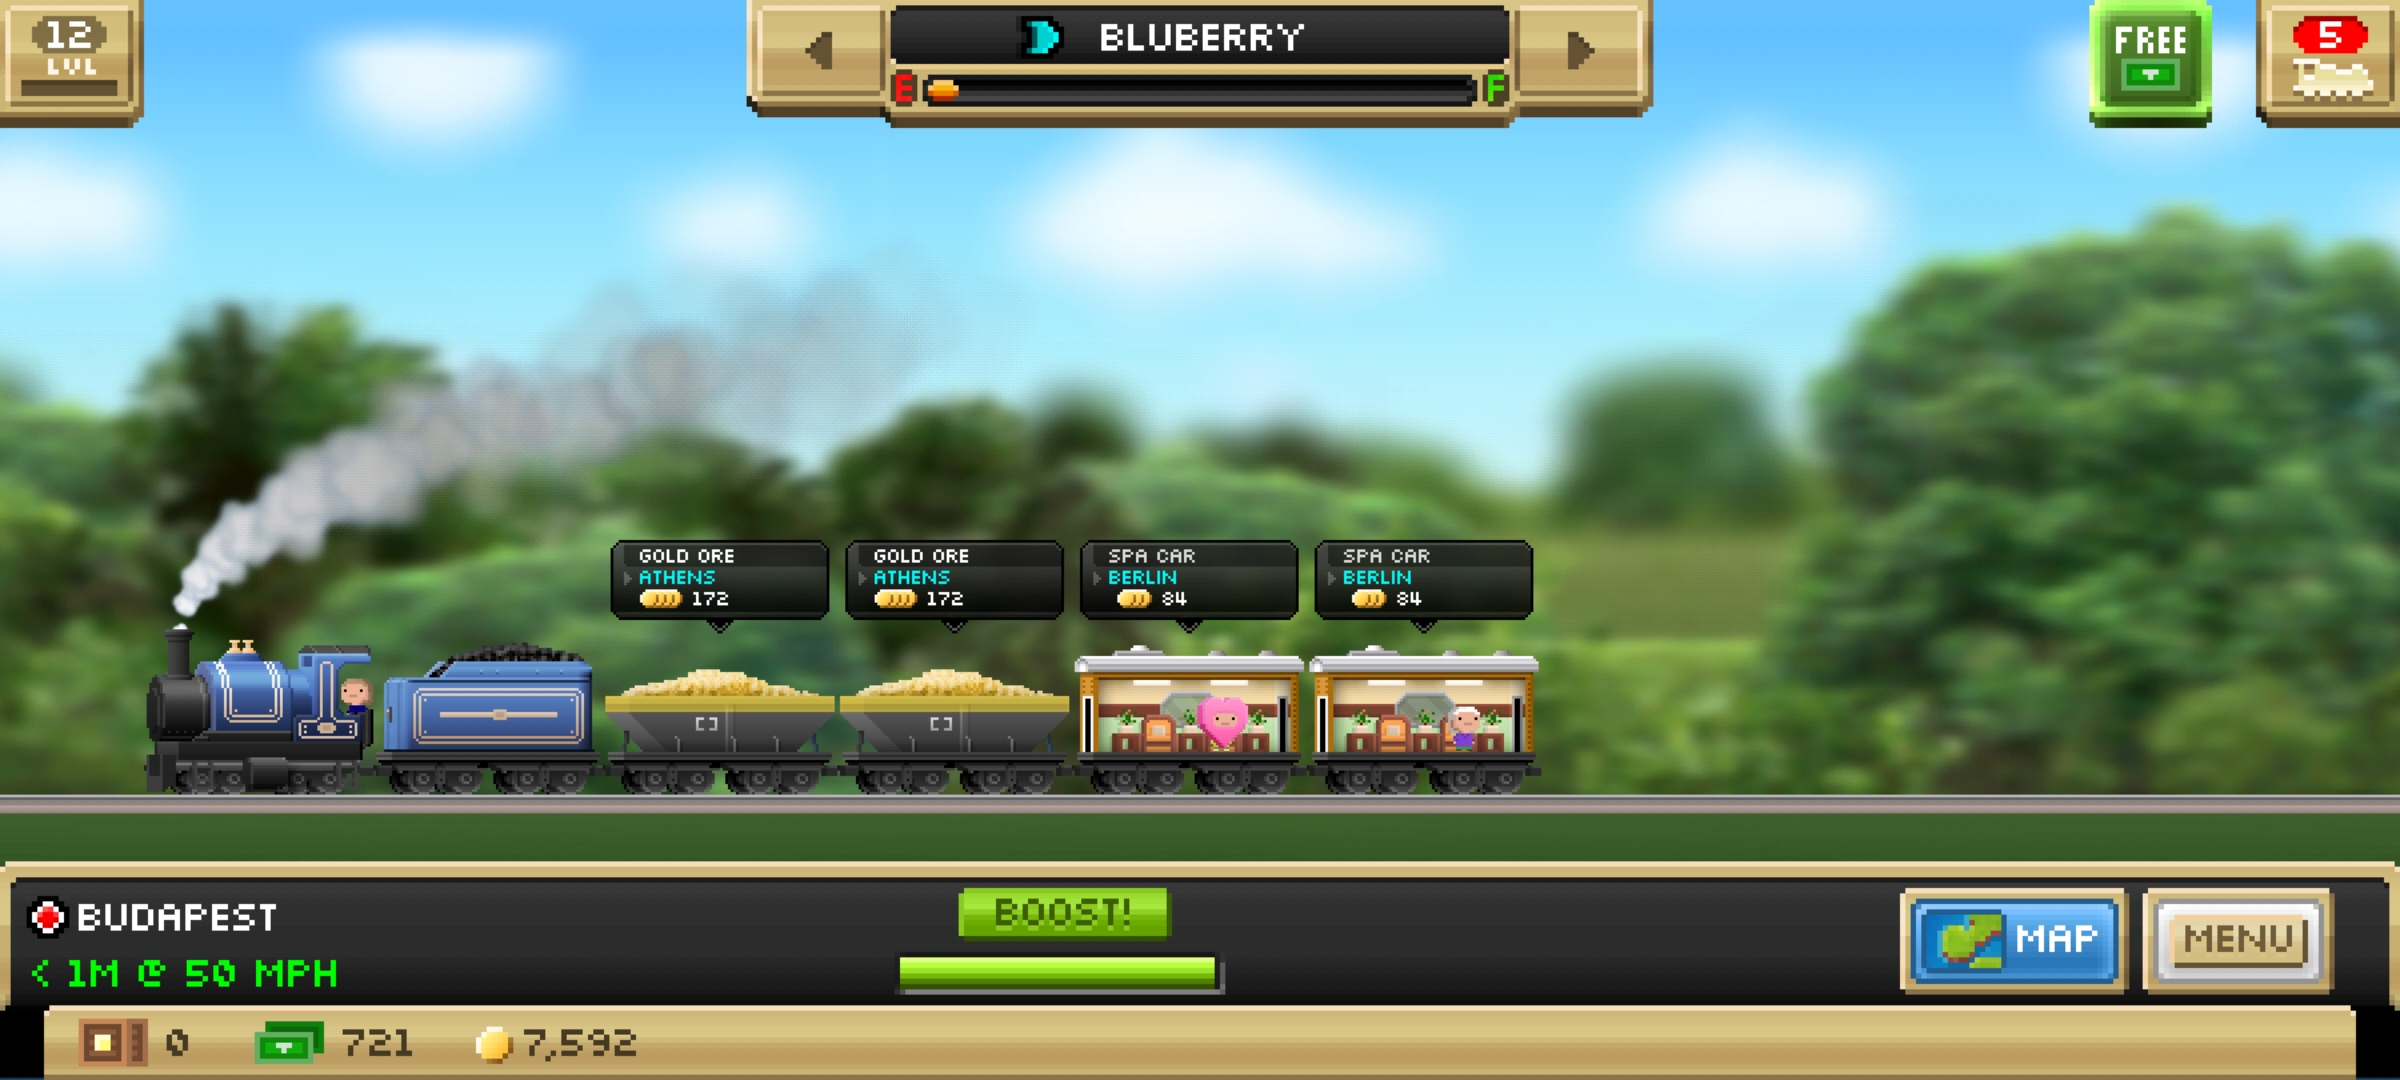 12
LVL
BLUBERRY
E F
FREE
5
GOLD ORE
ATHENS
172
GOLD ORE
ATHENS
172
SPA CAR
BERLIN
84
SPA CAR
BERLIN
84
BUDAPEST
< 1M @ 50 MPH
BOOST!
MAP
MENU
0
721
7,592